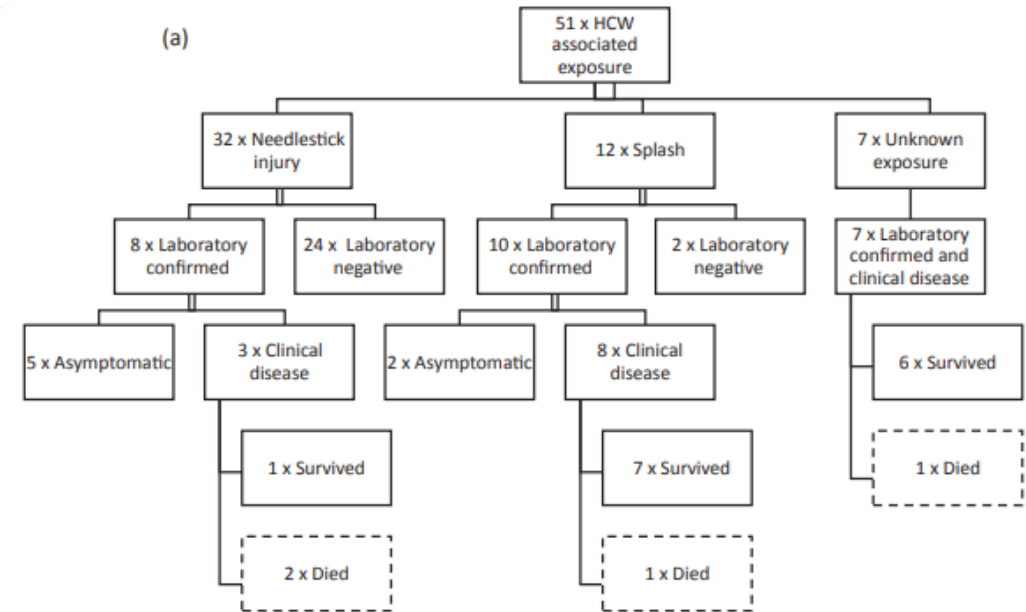 (a)
51 x HCW
associated
exposure
32 x Needlestick
injury
12 x Splash
7 x Unknown
exposure
8 x Laboratory
confirmed
24 x Laboratory
negative
10 x Laboratory
confirmed
2 x Laboratory
negative
7 x Laboratory
confirmed and
clinical disease
5 x Asymptomatic
3 x Clinical
disease
2 x Asymptomatic
8 x Clinical
disease
6 x Survived
1 x Survived
7 x Survived
1 x Died
2 x Died
1 x Died